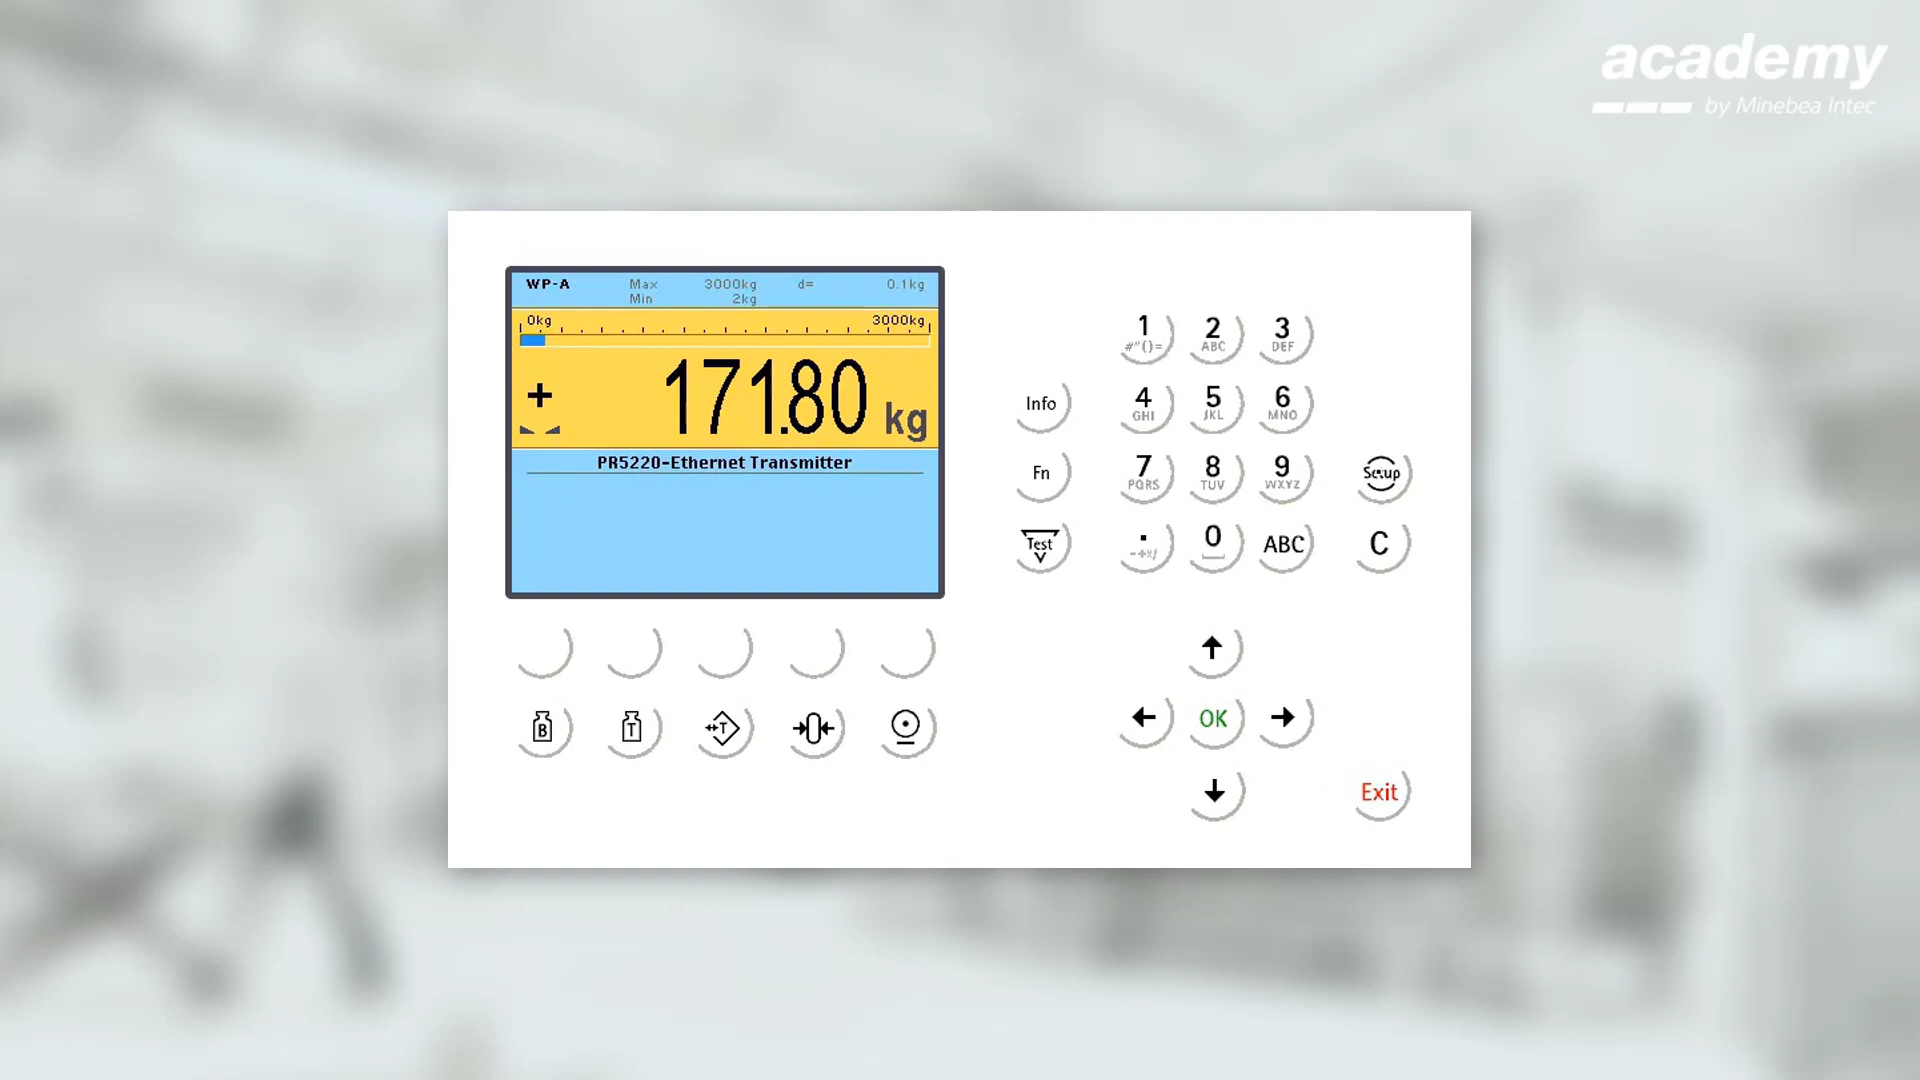 academy
by Minebea Intec
WP-A Max 3000kg d= 0.1kg
Min 2kg
0kg 3000kg
+ 171.80 kg
PR5220-Ethernet Transmitter
1 2 3
#"()= ABC DEF
Info 4 5 6
GHI JKL MNO
Fn 7 8 9 Setup
PQRS TUV WXYZ
Test . 0 ABC C
-+x/
B T T
OK
Exit